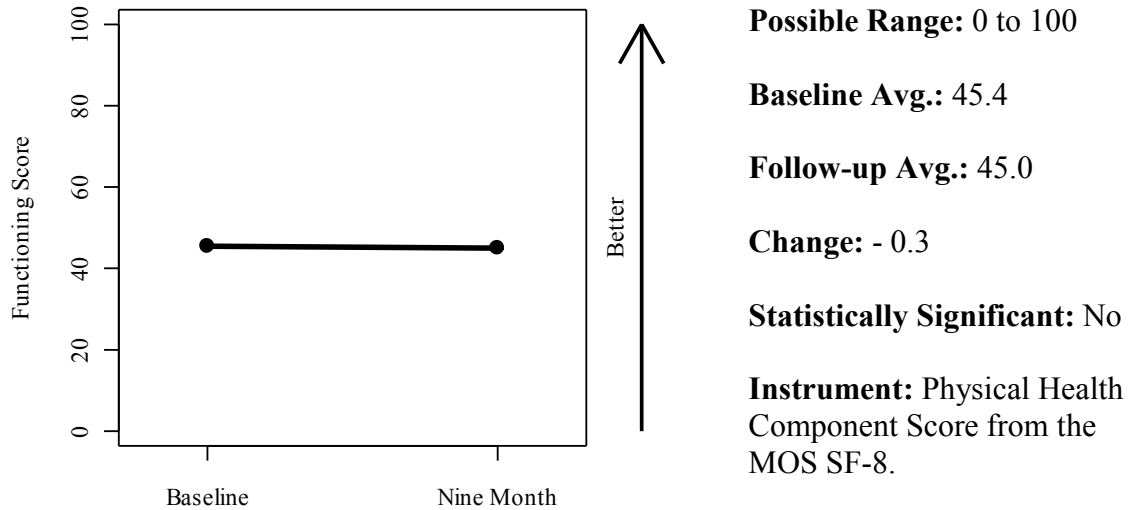 Functioning Score
100
80
60
40
20
0
Baseline
Nine Month
Better
Possible Range: 0 to 100
Baseline Avg.: 45.4
Follow-up Avg.: 45.0
Change: - 0.3
Statistically Significant: No
Instrument: Physical Health
Component Score from the
MOS SF-8.